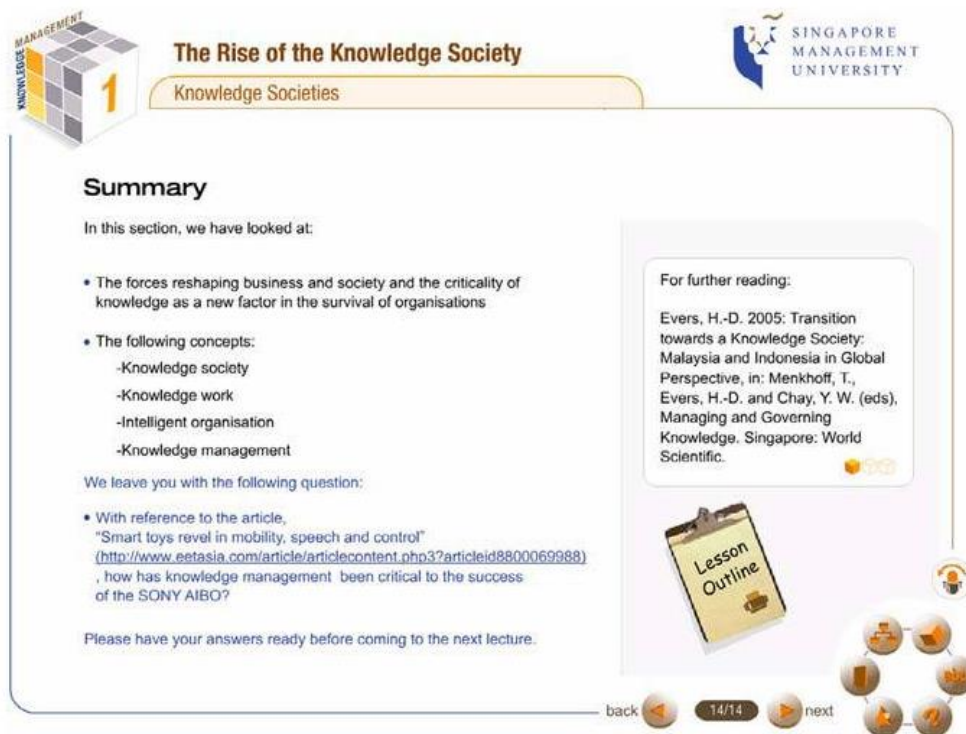 KNOWLEDGE MANAGEMENT
1
The Rise of the Knowledge Society
Knowledge Societies
SINGAPORE
MANAGEMENT
UNIVERSITY
Summary
In this section, we have looked at:
• The forces reshaping business and society and the criticality of
knowledge as a new factor in the survival of organisations
• The following concepts:
-Knowledge society
-Knowledge work
-Intelligent organisation
-Knowledge management
We leave you with the following question:
• With reference to the article,
“Smart toys revel in mobility, speech and control”
(http://www.eetasia.com/article/articlecontent.php3?articleid8800069988)
, how has knowledge management been critical to the success
of the SONY AIBO?
Please have your answers ready before coming to the next lecture.
For further reading:
Evers, H.-D. 2005: Transition
towards a Knowledge Society:
Malaysia and Indonesia in Global
Perspective, in: Menkhoff, T.,
Evers, H.-D. and Chay, Y. W. (eds),
Managing and Governing
Knowledge. Singapore: World
Scientific.
Lesson
Outline
back
14/14
next